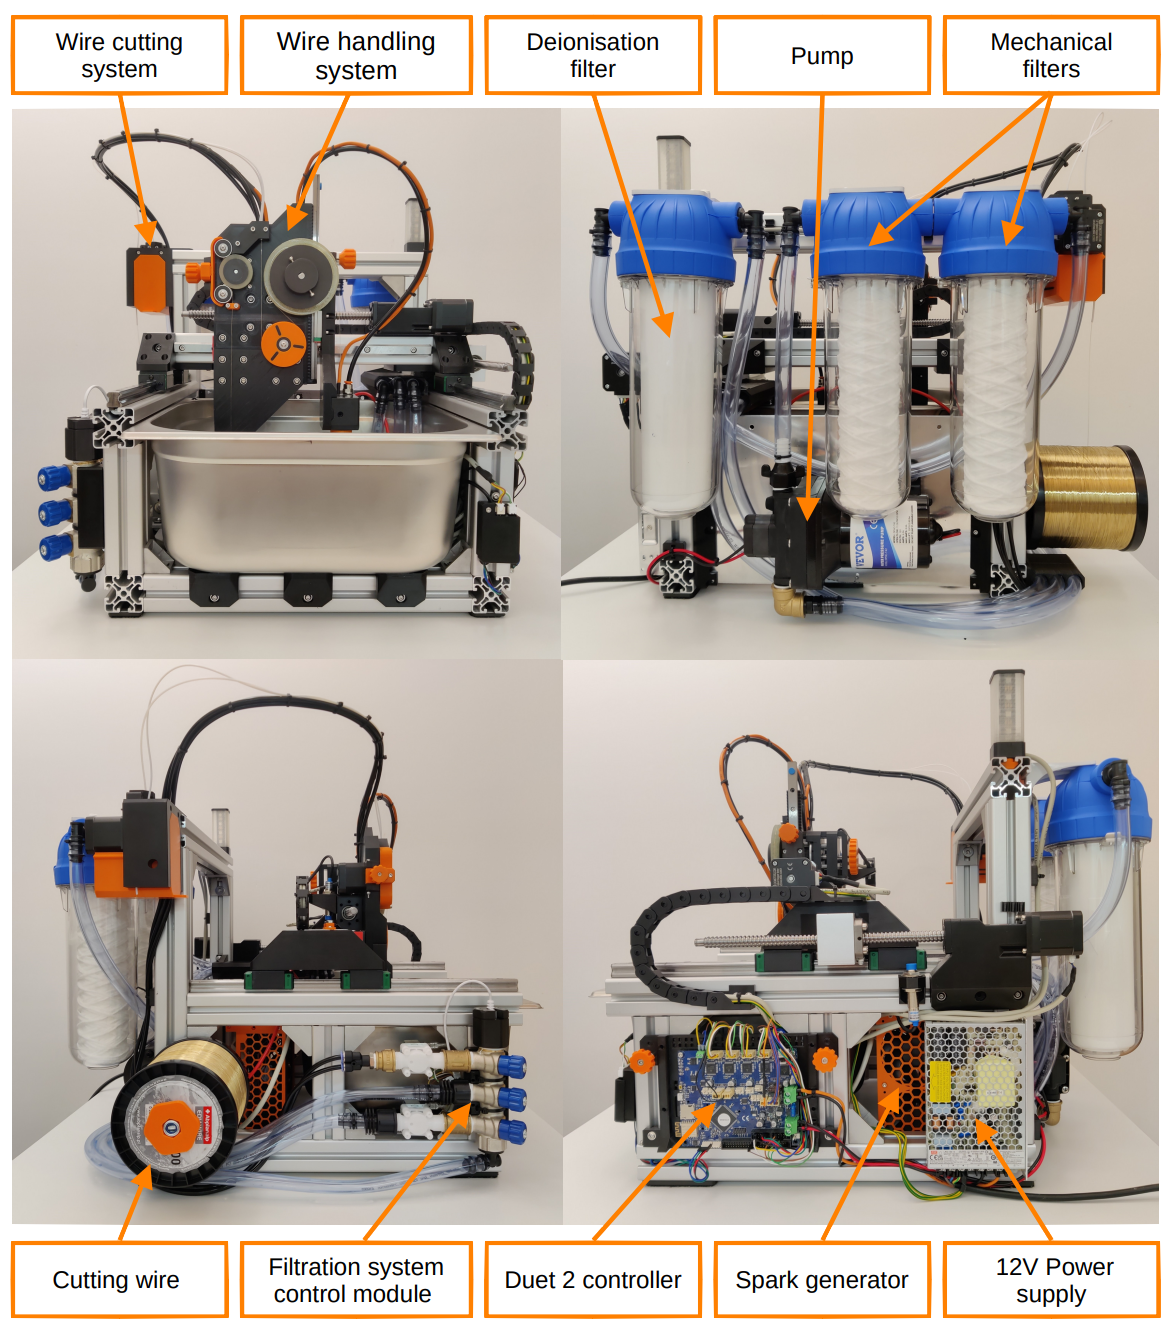 Wire cutting
system
Wire handling
system
Deionisation
filter
Pump
Mechanical
filters
VEVOR
Cutting wire
Filtration system
control module
Duet 2 controller
Spark generator
12V Power
supply